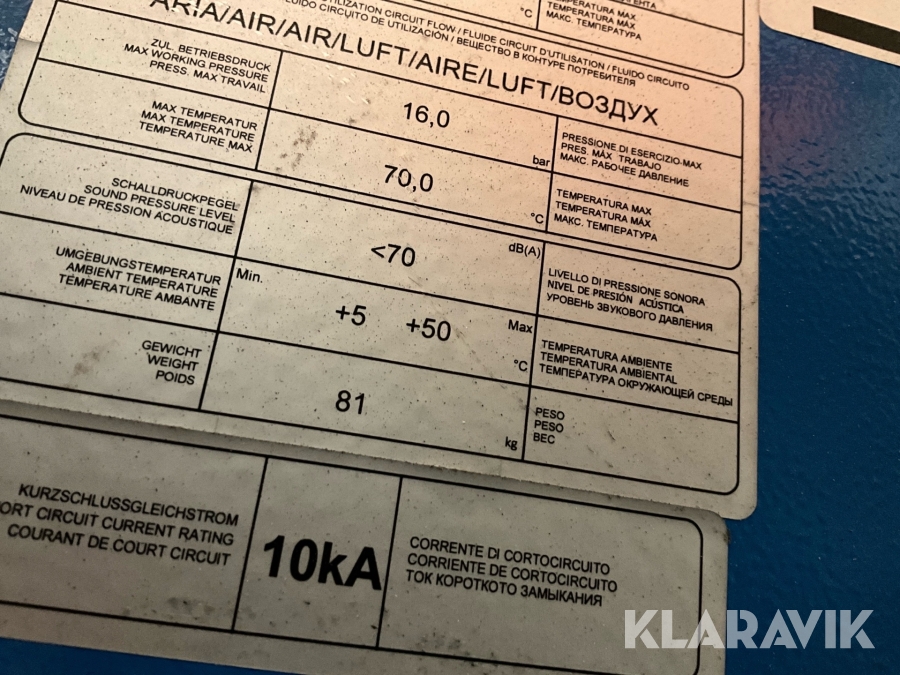 °C
TEMPERATURA MAX
TEMPERATURA MÁX
МАКС. ТЕМПЕРАТУРА
UTILIZATION CIRCUIT FLOW / FLUIDE CIRCUIT D'UTILISATION / FLUIDO CIRCUITO
FLUIDO CIRCUITO DE UTILIZACIÓN / ВЕЩЕСТВО В КОНТУРЕ ПОТРЕБИТЕЛЯ
ARIA/AIR/AIR/LUFT/AIRE/LUFT/ВОЗДУХ
ZUL. BETRIEBSDRUCK
MAX WORKING PRESSURE
PRESS. MAX TRAVAIL
16,0
bar
PRESSIONE DI ESERCIZIO MAX
PRES. MÁX TRABAJO
МАКС. РАБОЧЕЕ ДАВЛЕНИЕ
MAX TEMPERATUR
MAX TEMPERATURE
TEMPERATURE MAX
70,0
°C
TEMPERATURA MAX
TEMPERATURA MÁX
МАКС. ТЕМПЕРАТУРА
SCHALLDRUCKPEGEL
SOUND PRESSURE LEVEL
NIVEAU DE PRESSION ACOUSTIQUE
<70
dB(A)
LIVELLO DI PRESSIONE SONORA
NIVEL DE PRESIÓN ACÚSTICA
УРОВЕНЬ ЗВУКОВОГО ДАВЛЕНИЯ
UMGEBUNGSTEMPERATUR
AMBIENT TEMPERATURE
TEMPÉRATURE AMBANTE
Min.
+5 +50
Max
°C
TEMPERATURA AMBIENTE
TEMPERATURA AMBIENTAL
ТЕМПЕРАТУРА ОКРУЖАЮЩЕЙ СРЕДЫ
GEWICHT
WEIGHT
POIDS
81
kg
PESO
PESO
ВЕС
KURZSCHLUSSGLEICHSTROM
ORT CIRCUIT CURRENT RATING
COURANT DE COURT CIRCUIT
10kA
CORRENTE DI CORTOCIRCUITO
CORRIENTE DE CORTOCIRCUITO
ТОК КОРОТКОТО ЗАМЫКАНИЯ
KLARAVIK